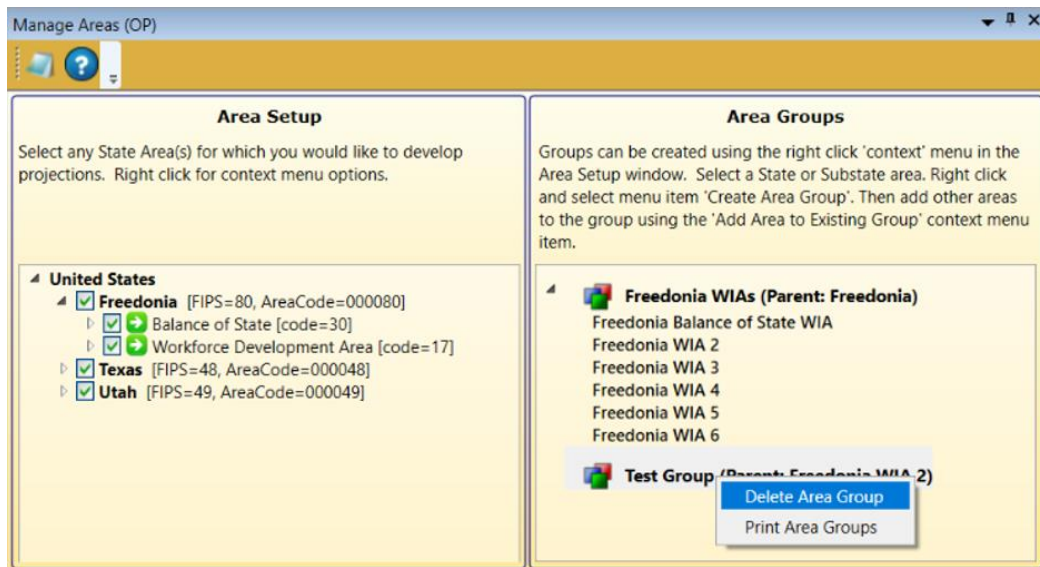 Manage Areas (OP)
Area Setup
Select any State Area(s) for which you would like to develop
projections. Right click for context menu options.
United States
Freedonia [FIPS=80, AreaCode=000080]
Balance of State [code=30]
Workforce Development Area [code=17]
Texas [FIPS=48, AreaCode=000048]
Utah [FIPS=49, AreaCode=000049]
Area Groups
Groups can be created using the right click 'context' menu in the
Area Setup window. Select a State or Substate area. Right click
and select menu item 'Create Area Group'. Then add other areas
to the group using the 'Add Area to Existing Group' context menu
item.
Freedonia WIAs (Parent: Freedonia)
Freedonia Balance of State WIA
Freedonia WIA 2
Freedonia WIA 3
Freedonia WIA 4
Freedonia WIA 5
Freedonia WIA 6
Test Group (Parent: Freedonia WIA 2)
Delete Area Group
Print Area Groups